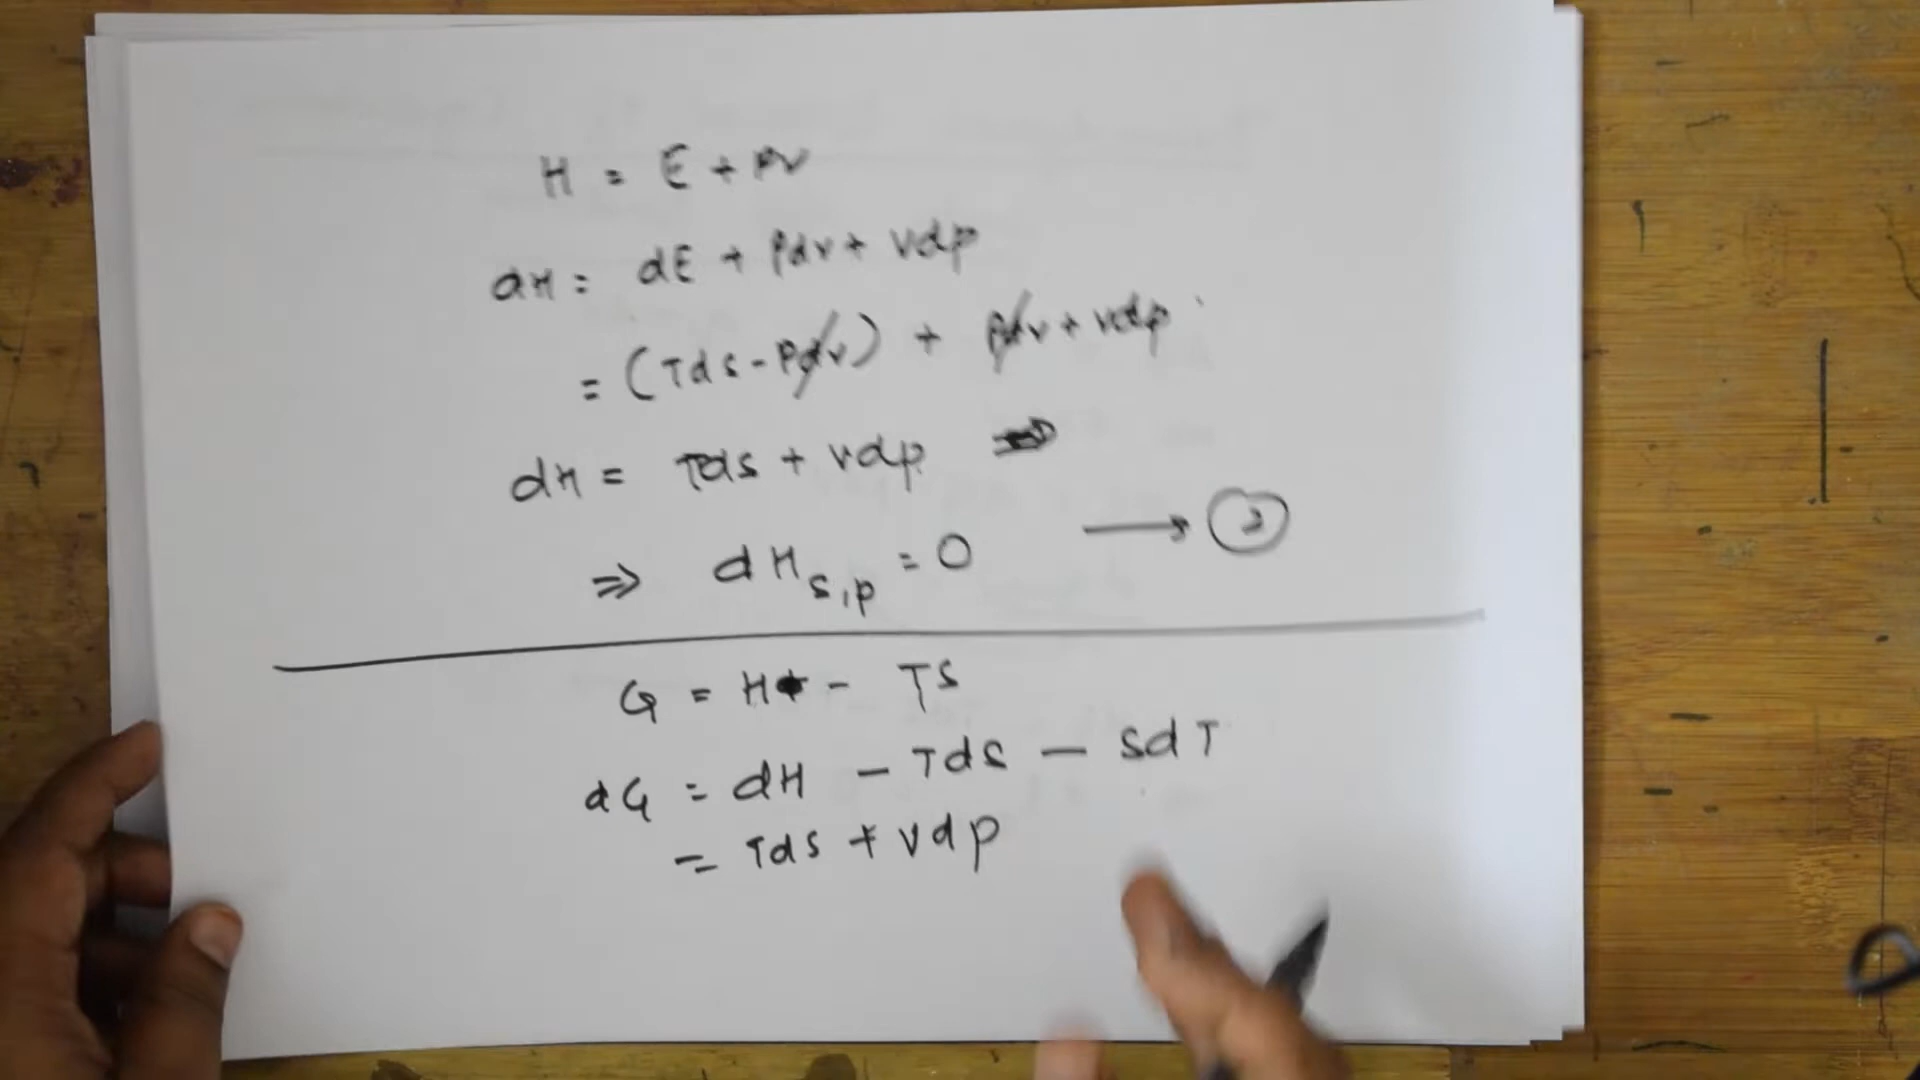 H = E + PV
dH = dE + Pdv + Vdp
= (Tds - Pdv) + Pdv + vdp
dH = Tds + vdp ⇒
⇒ dH s,p = 0 → 2
G = H - TS
dG = dH - Tds - SdT
= Tds + Vdp